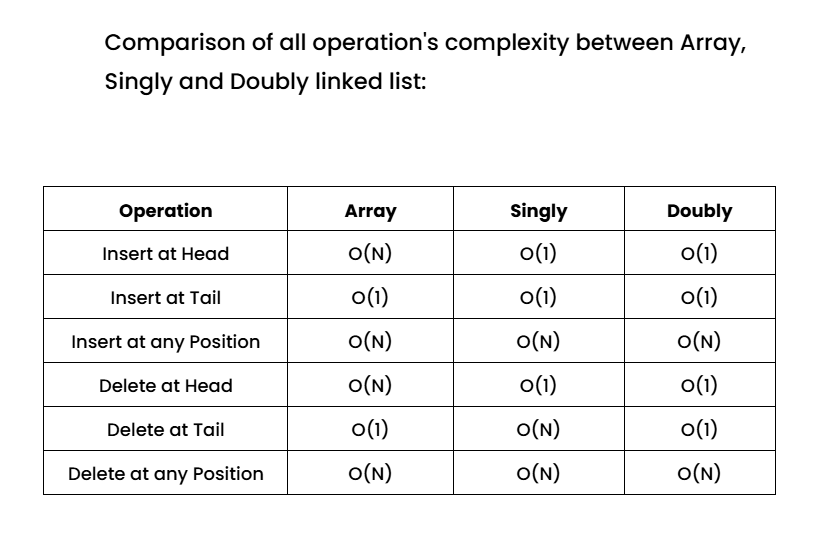 Comparison of all operation's complexity between Array,
Singly and Doubly linked list:
Operation Array Singly Doubly
Insert at Head O(N) O(1) O(1)
Insert at Tail O(1) O(1) O(1)
Insert at any Position O(N) O(N) O(N)
Delete at Head O(N) O(1) O(1)
Delete at Tail O(1) O(N) O(1)
Delete at any Position O(N) O(N) O(N)